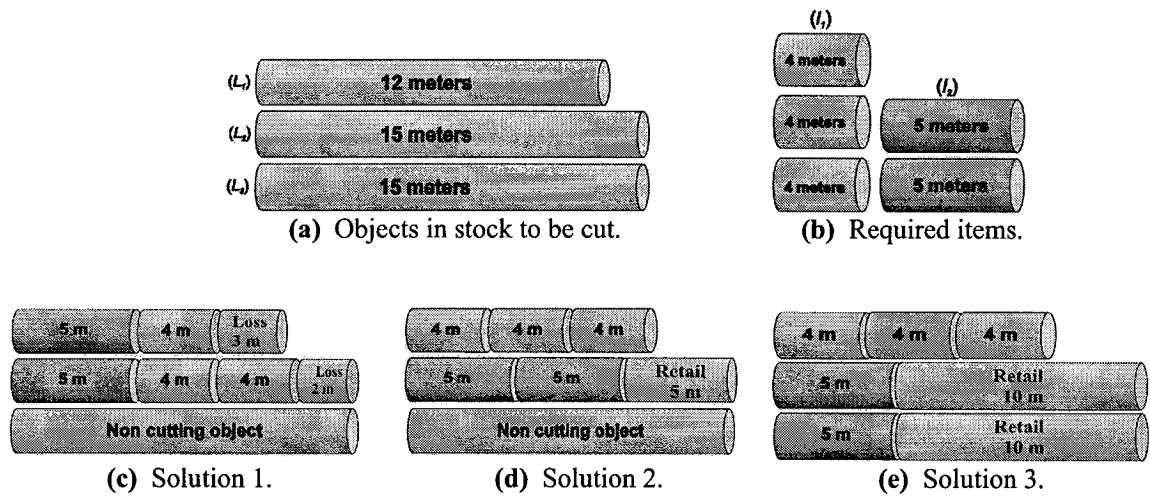 (l₁)
(L₁) 12 meters
4 meters
(l₂)
(L₂) 15 meters
4 meters 5 meters
15 meters
4 meters 5 meters
(a) Objects in stock to be cut.
(b) Required items.
5 m 4 m Loss 3 m
5 m 4 m 4 m Loss 2 m
Non cutting object
(c) Solution 1.
4 m 4 m 4 m
5 m 5 m Retail 5 m
Non cutting object
(d) Solution 2.
4 m 4 m 4 m
5 m Retail 10 m
5 m Retail 10 m
(e) Solution 3.